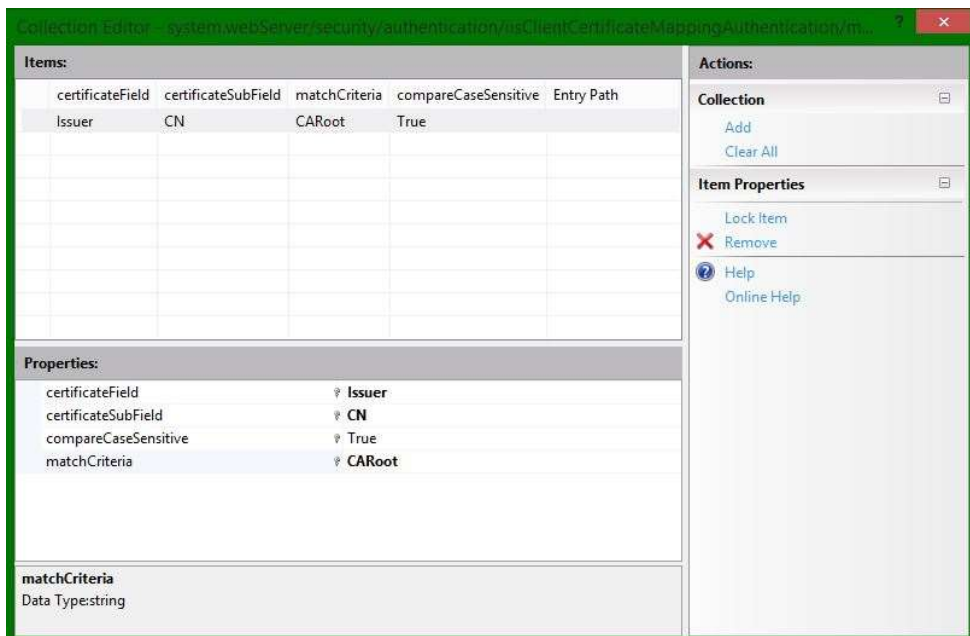 Collection Editor - system.webServer/security/authentication/iisClientCertificateMappingAuthentication/m... ? ×
Items:
certificateField certificateSubField matchCriteria compareCaseSensitive Entry Path
Issuer CN CARoot True
Properties:
certificateField Issuer
certificateSubField CN
compareCaseSensitive True
matchCriteria CARoot
matchCriteria
Data Type:string
Actions:
Collection
Add
Clear All
Item Properties
Lock Item
Remove
Help
Online Help